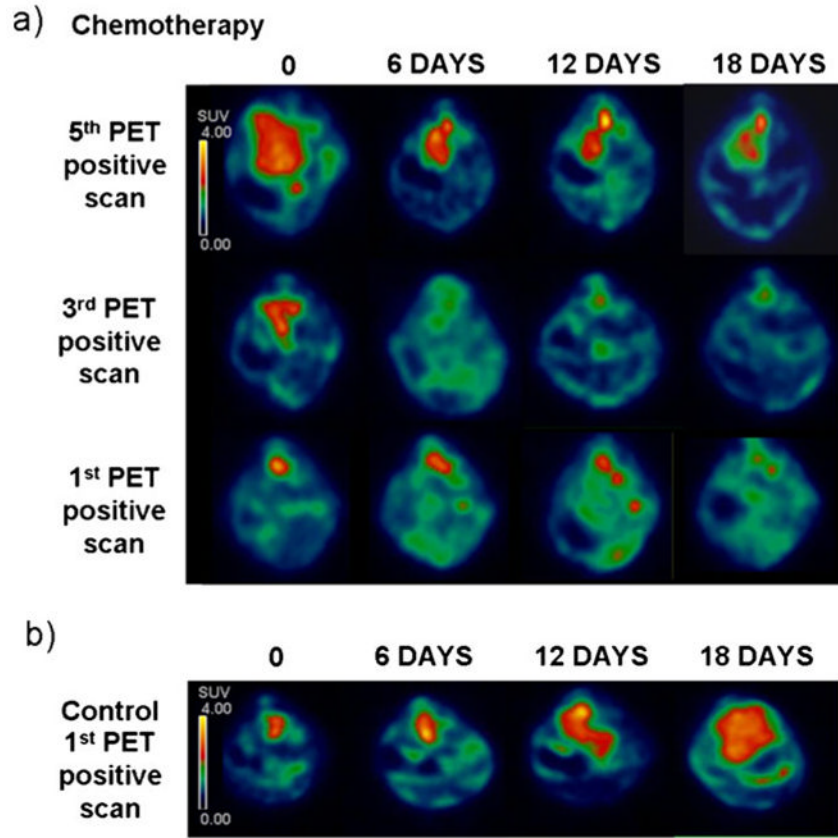 a) Chemotherapy
0 6 DAYS 12 DAYS 18 DAYS
5th PET
positive
scan
SUV
4.00
0.00
3rd PET
positive
scan
1st PET
positive
scan
b)
0 6 DAYS 12 DAYS 18 DAYS
Control
1st PET
positive
scan
SUV
4.00
0.00